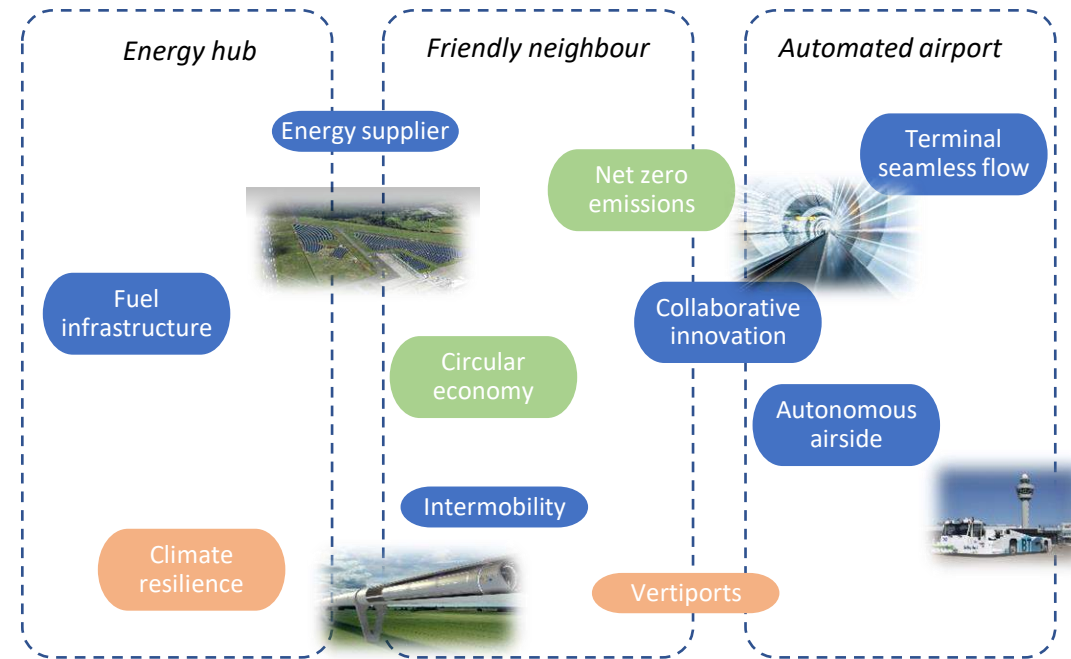 Energy hub
Friendly neighbour
Automated airport
Energy supplier
Terminal
seamless flow
Net zero
emissions
Fuel
infrastructure
Collaborative
innovation
Circular
economy
Autonomous
airside
Intermobility
Climate
resilience
Vertiports